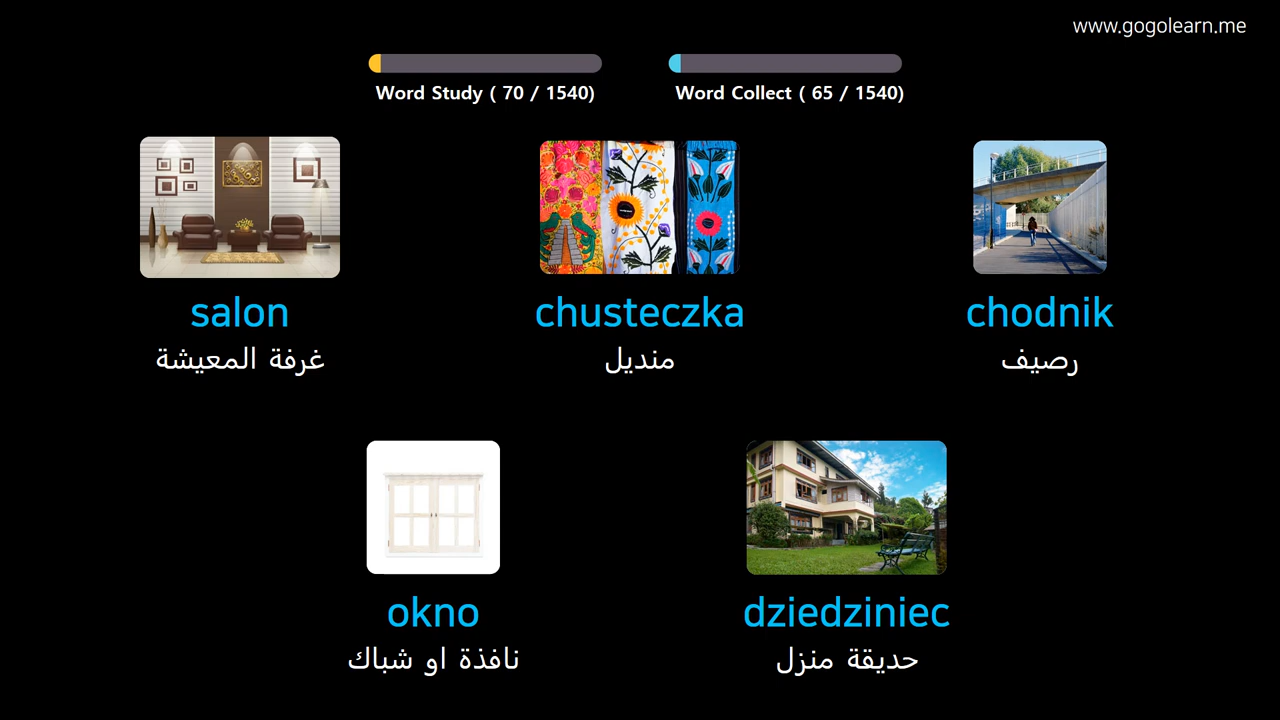 www.gogolearn.me
Word Study ( 70 / 1540)
Word Collect ( 65 / 1540)
salon
غرفة المعيشة
chusteczka
منديل
chodnik
رصيف
okno
نافذة او شباك
dziedziniec
حديقة منزل